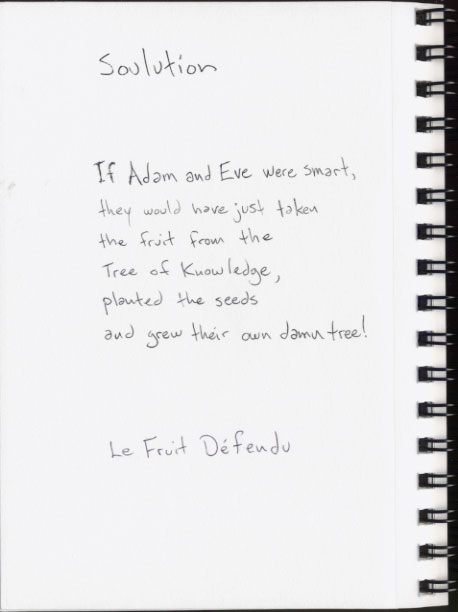 Soulution
If Adam and Eve were smart,
they would have just taken
the fruit from the
Tree of Knowledge,
planted the seeds
and grew their own damn tree!
Le Fruit Défendu